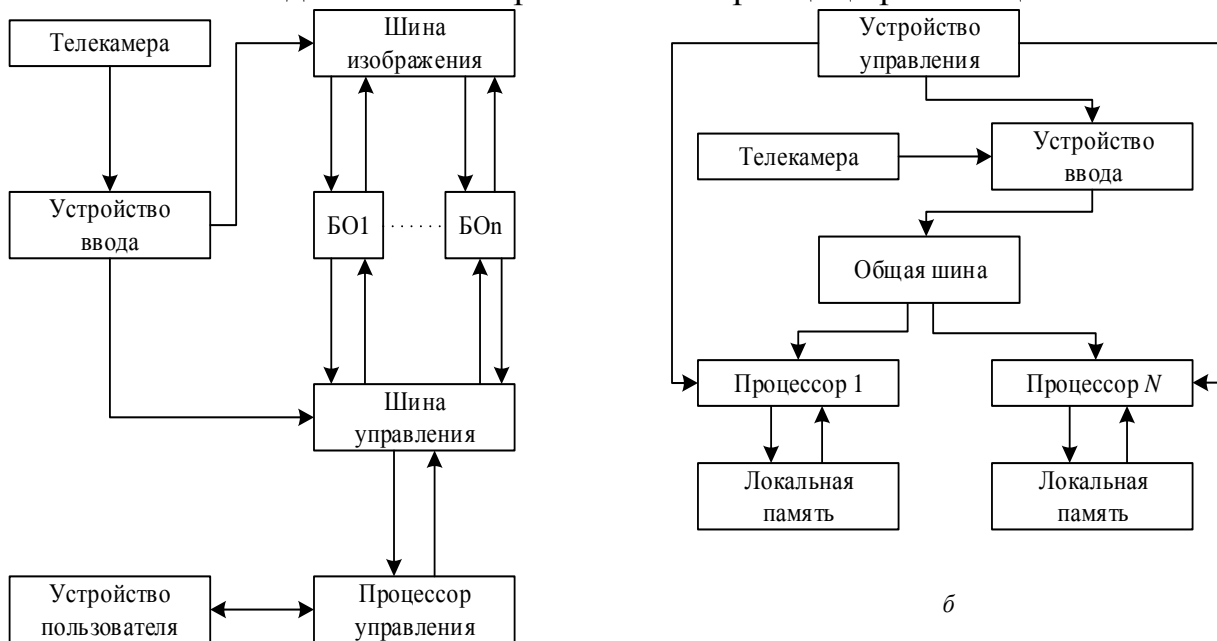 Телекамера
Устройство
ввода
Шина
изображения
БО1
БОn
Шина
управления
Устройство
пользователя
Процессор
управления
Устройство
управления
Телекамера
Устройство
ввода
Общая шина
Процессор 1
Процессор N
Локальная
память
Локальная
память
б